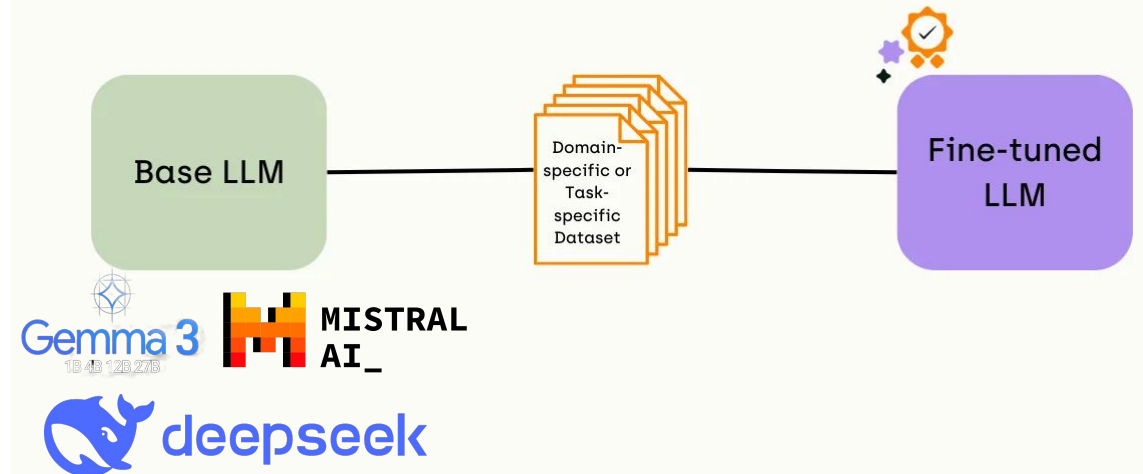 Base LLM
Domain-
specific or
Task-
specific
Dataset
Fine-tuned
LLM
Gemma 3
1B 4B 12B 27B
MISTRAL
AI_
deepseek